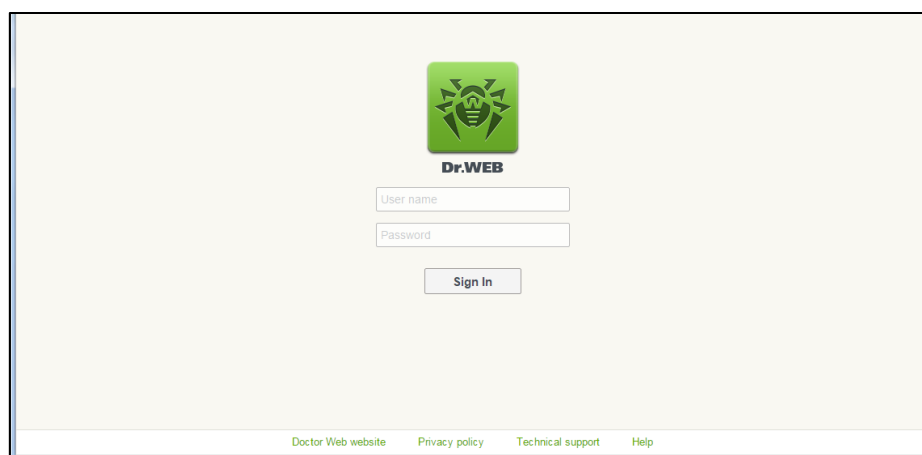 Dr.WEB
User name
Password
Sign In
Doctor Web website Privacy policy Technical support Help